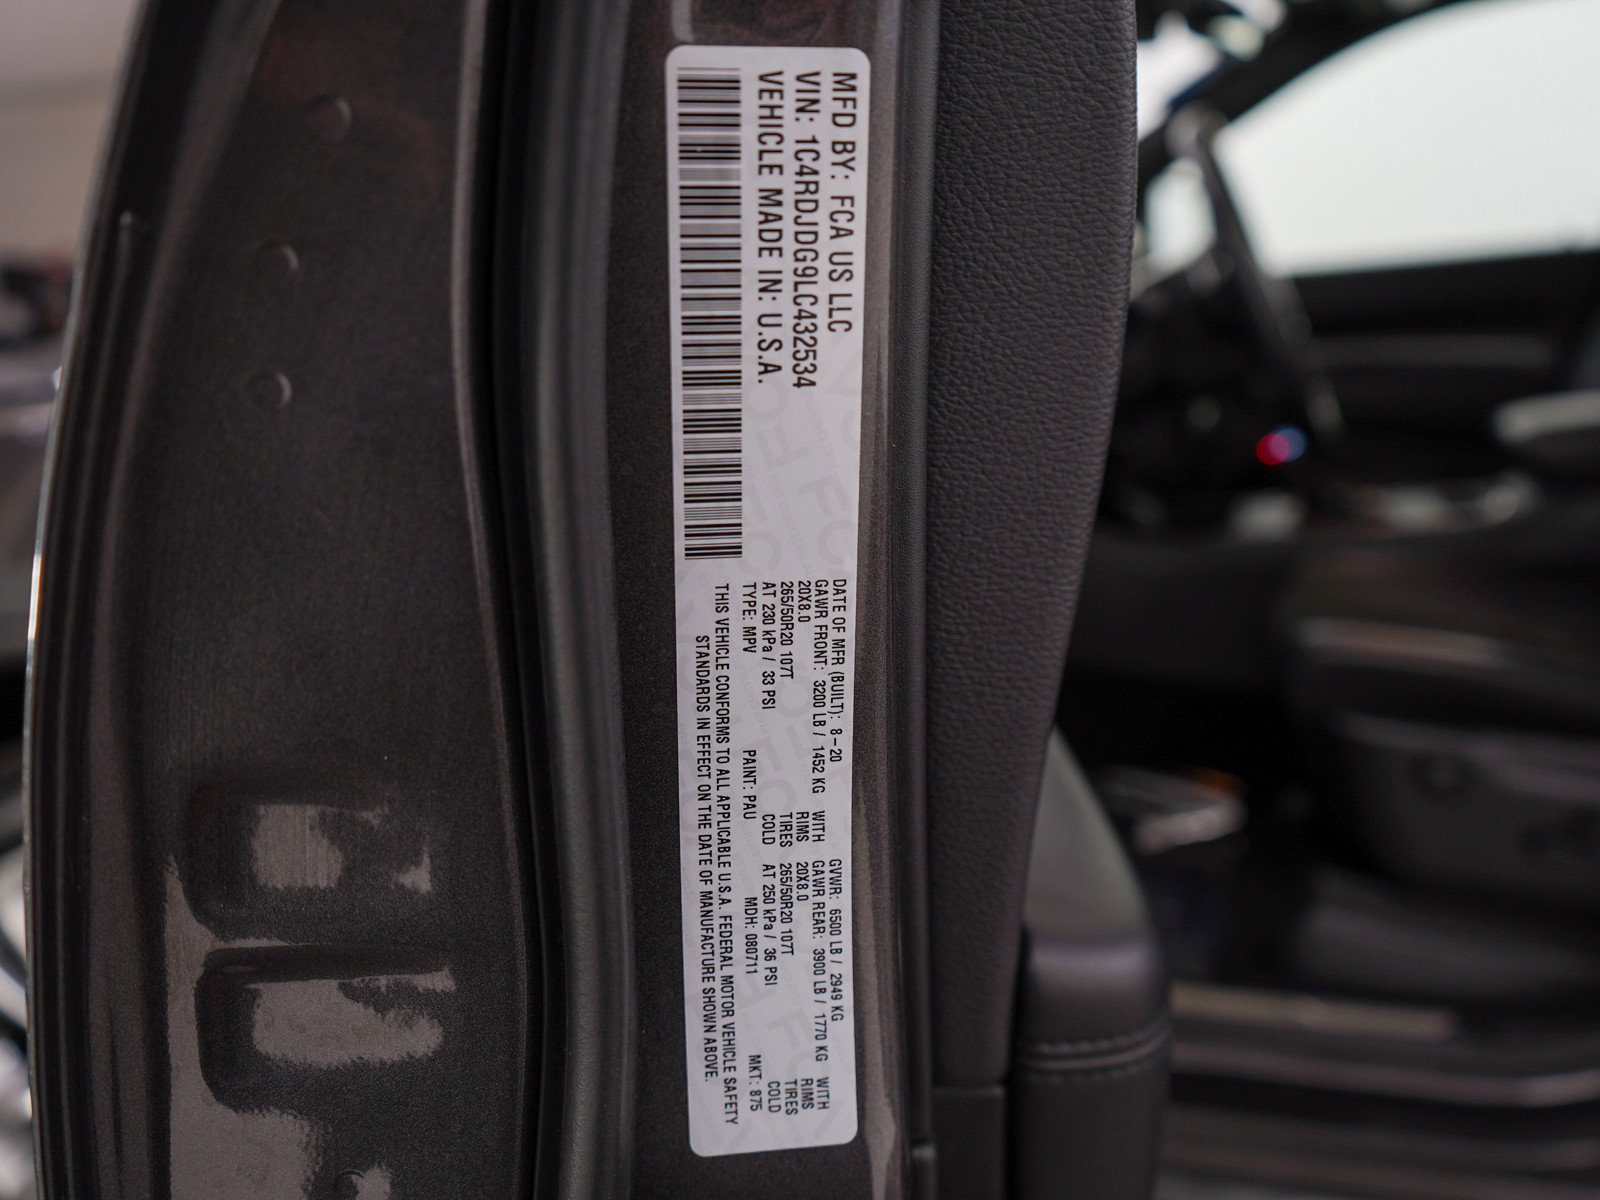 MFD BY: FCA US LLC
VIN: 1C4RDJDG9LC432534
VEHICLE MADE IN: U.S.A.
DATE OF MFR (BUILT): 8-20 GVWR: 6500 LB / 2949 KG
GAWR FRONT: 3200 LB / 1452 KG WITH GAWR REAR: 3900 LB / 1770 KG WITH
20X8.0 RIMS 20X8.0 RIMS
265/50R20 107T TIRES 265/50R20 107T TIRES
AT 230 kPa / 33 PSI COLD AT 250 kPa / 36 PSI COLD
TYPE: MPV PAINT: PAU MDH: 080711 MKT: 875
THIS VEHICLE CONFORMS TO ALL APPLICABLE U.S.A. FEDERAL MOTOR VEHICLE SAFETY
STANDARDS IN EFFECT ON THE DATE OF MANUFACTURE SHOWN ABOVE.